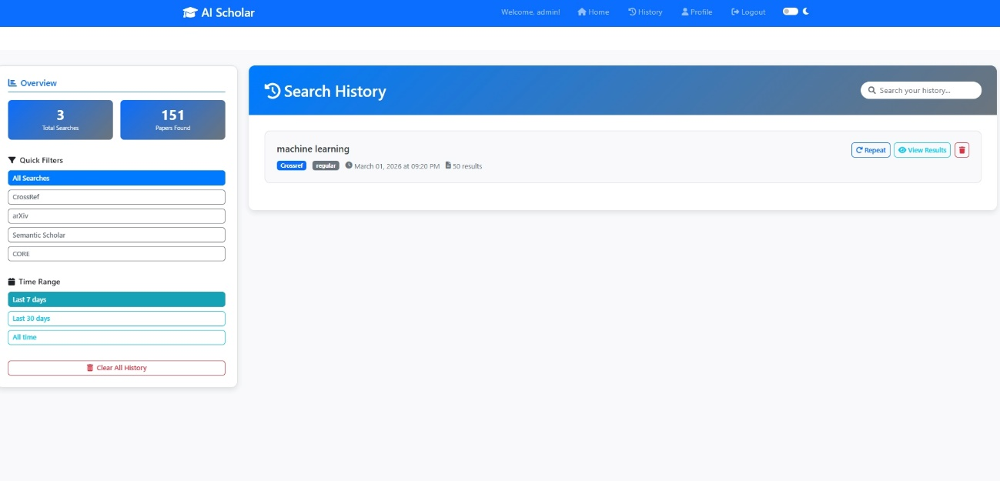 AI Scholar
Welcome, admin! Home History Profile Logout
Overview
3 151
Total Searches Papers Found
Quick Filters
All Searches
CrossRef
arXiv
Semantic Scholar
CORE
Time Range
Last 7 days
Last 30 days
All time
Clear All History
Search History
Search your history...
machine learning
Crossref regular March 01, 2026 at 09:20 PM 50 results
Repeat View Results